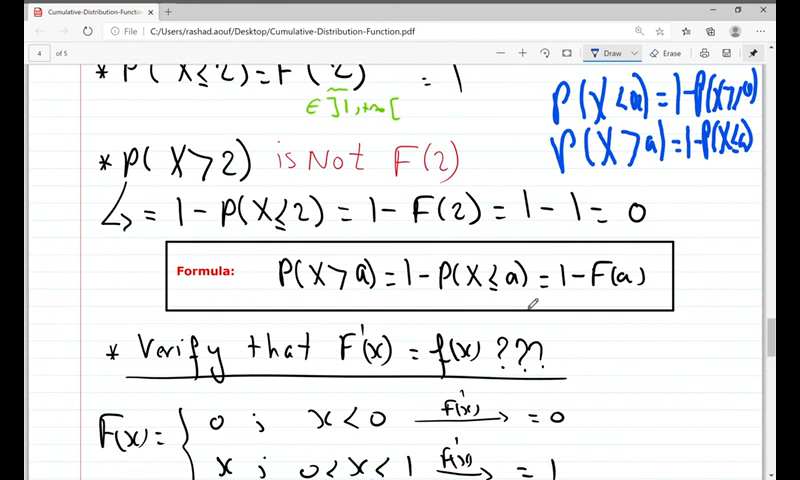 Cumulative-Distribution-Function
File C:/Users/rashad.aouf/Desktop/Cumulative-Distribution-Function.pdf
4 of 5
Draw Erase
* P(X≤2)=F(2) = 1
∈ ]1,+∞[
P(X<a)=1-P(X≥a)
P(X>a)=1-P(X≤a)
* P(X>2) is Not F(2)
↳ = 1-P(X≤2) = 1-F(2) = 1-1 = 0
Formula: P(X>a) = 1-P(X≤a) = 1-F(a)
* Verify that F'(x) = f(x) ???
F(x) = { 0 ; x<0 F'(x) → = 0
x ; 0<x<1 F'(x) → = 1